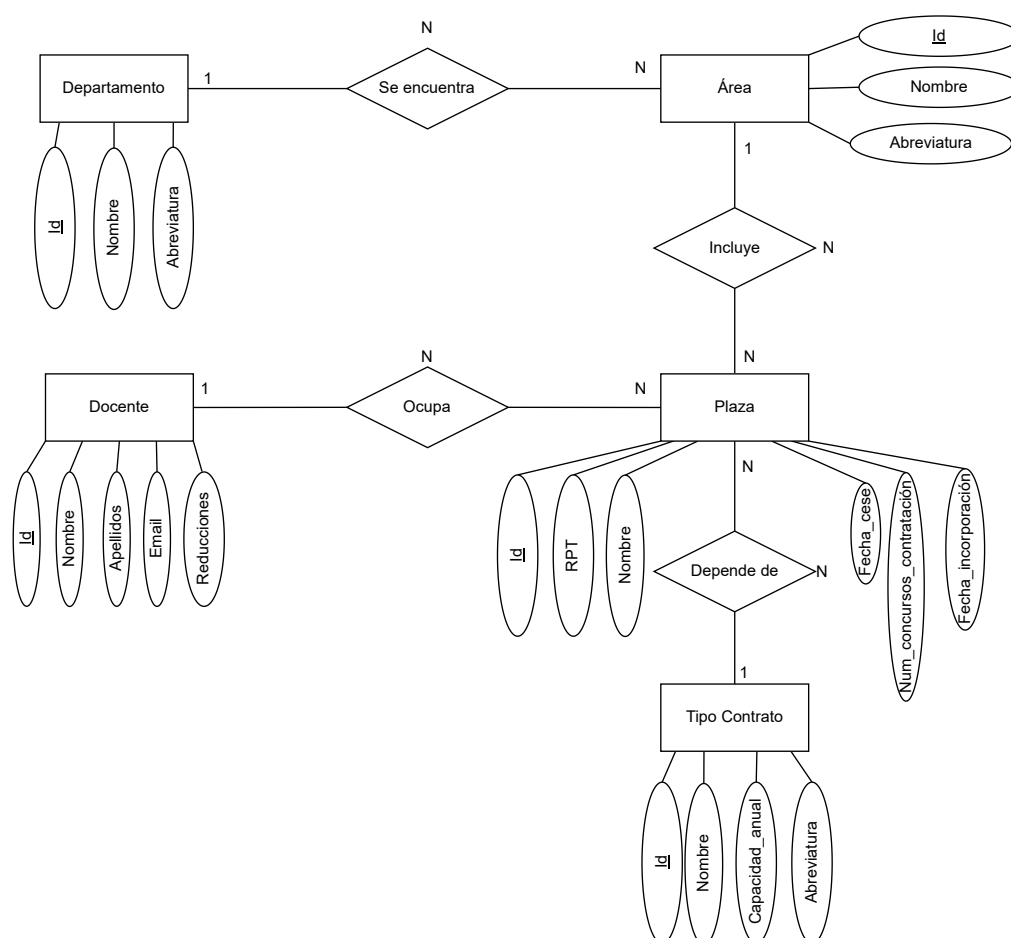 N
Id
Departamento
1
Se encuentra
N
Área
Nombre
Abreviatura
Id
Nombre
Abreviatura
1
Incluye
N
N
N
Docente
1
Ocupa
N
Plaza
Id
Nombre
Apellidos
Email
Reducciones
Id
RPT
Nombre
N
Fecha_cese
Num_concursos_contratación
Fecha_incorporación
Depende de
N
1
Tipo Contrato
Id
Nombre
Capacidad_anual
Abreviatura